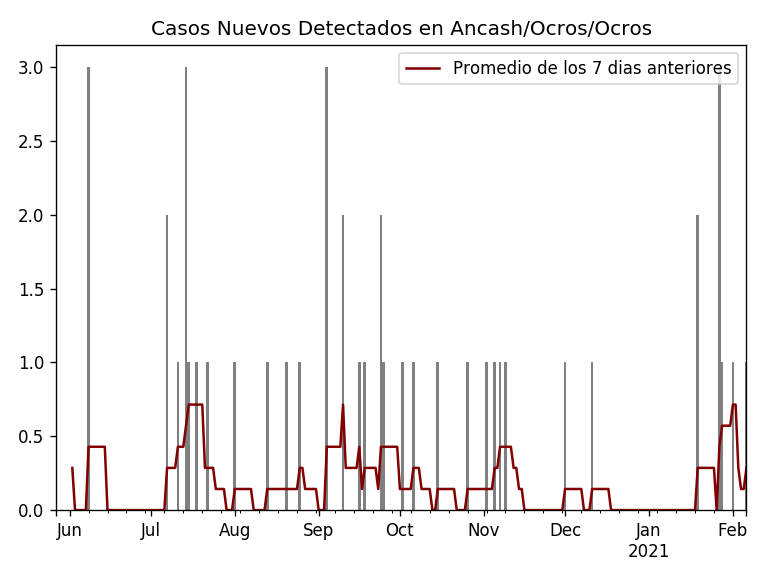 Casos Nuevos Detectados en Ancash/Ocros/Ocros
Promedio de los 7 dias anteriores
3.0
2.5
2.0
1.5
1.0
0.5
0.0
Jun Jul Aug Sep Oct Nov Dec Jan Feb
2021